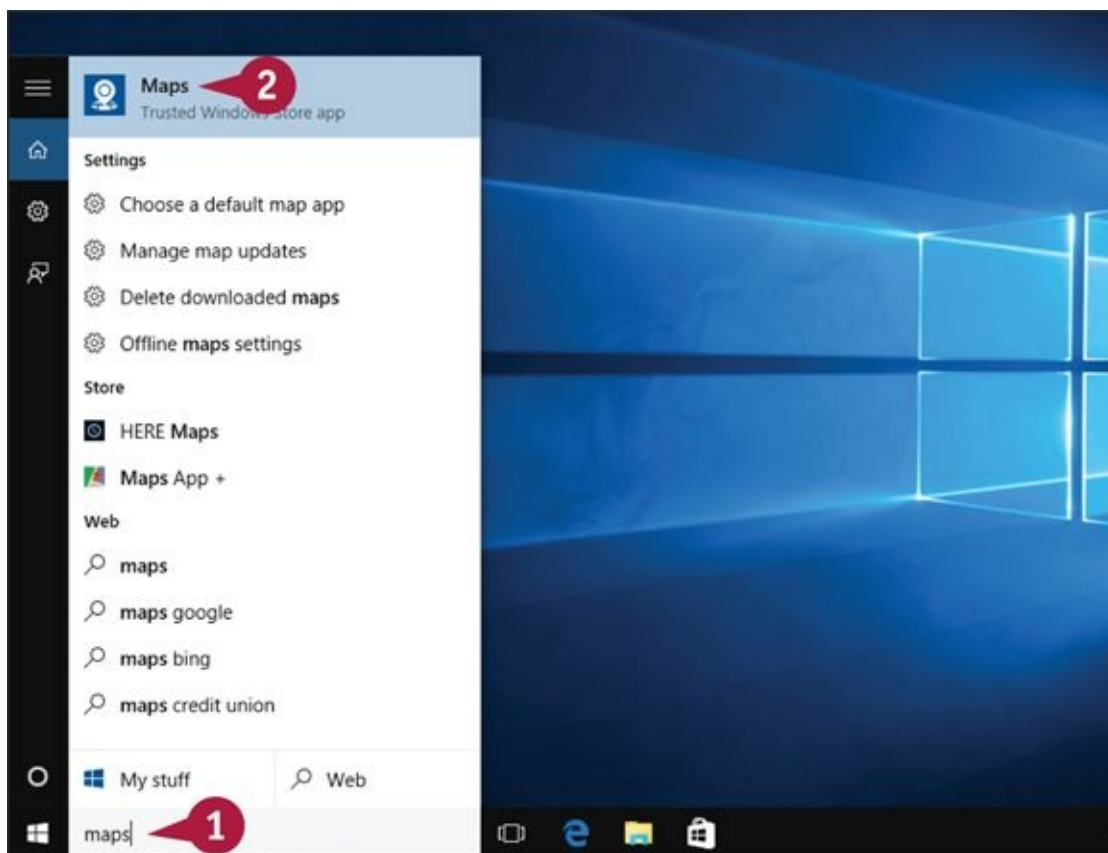 Maps
2
Trusted Windows Store app
Settings
Choose a default map app
Manage map updates
Delete downloaded maps
Offline maps settings
Store
HERE Maps
Maps App +
Web
maps
maps google
maps bing
maps credit union
My stuff
Web
maps
1